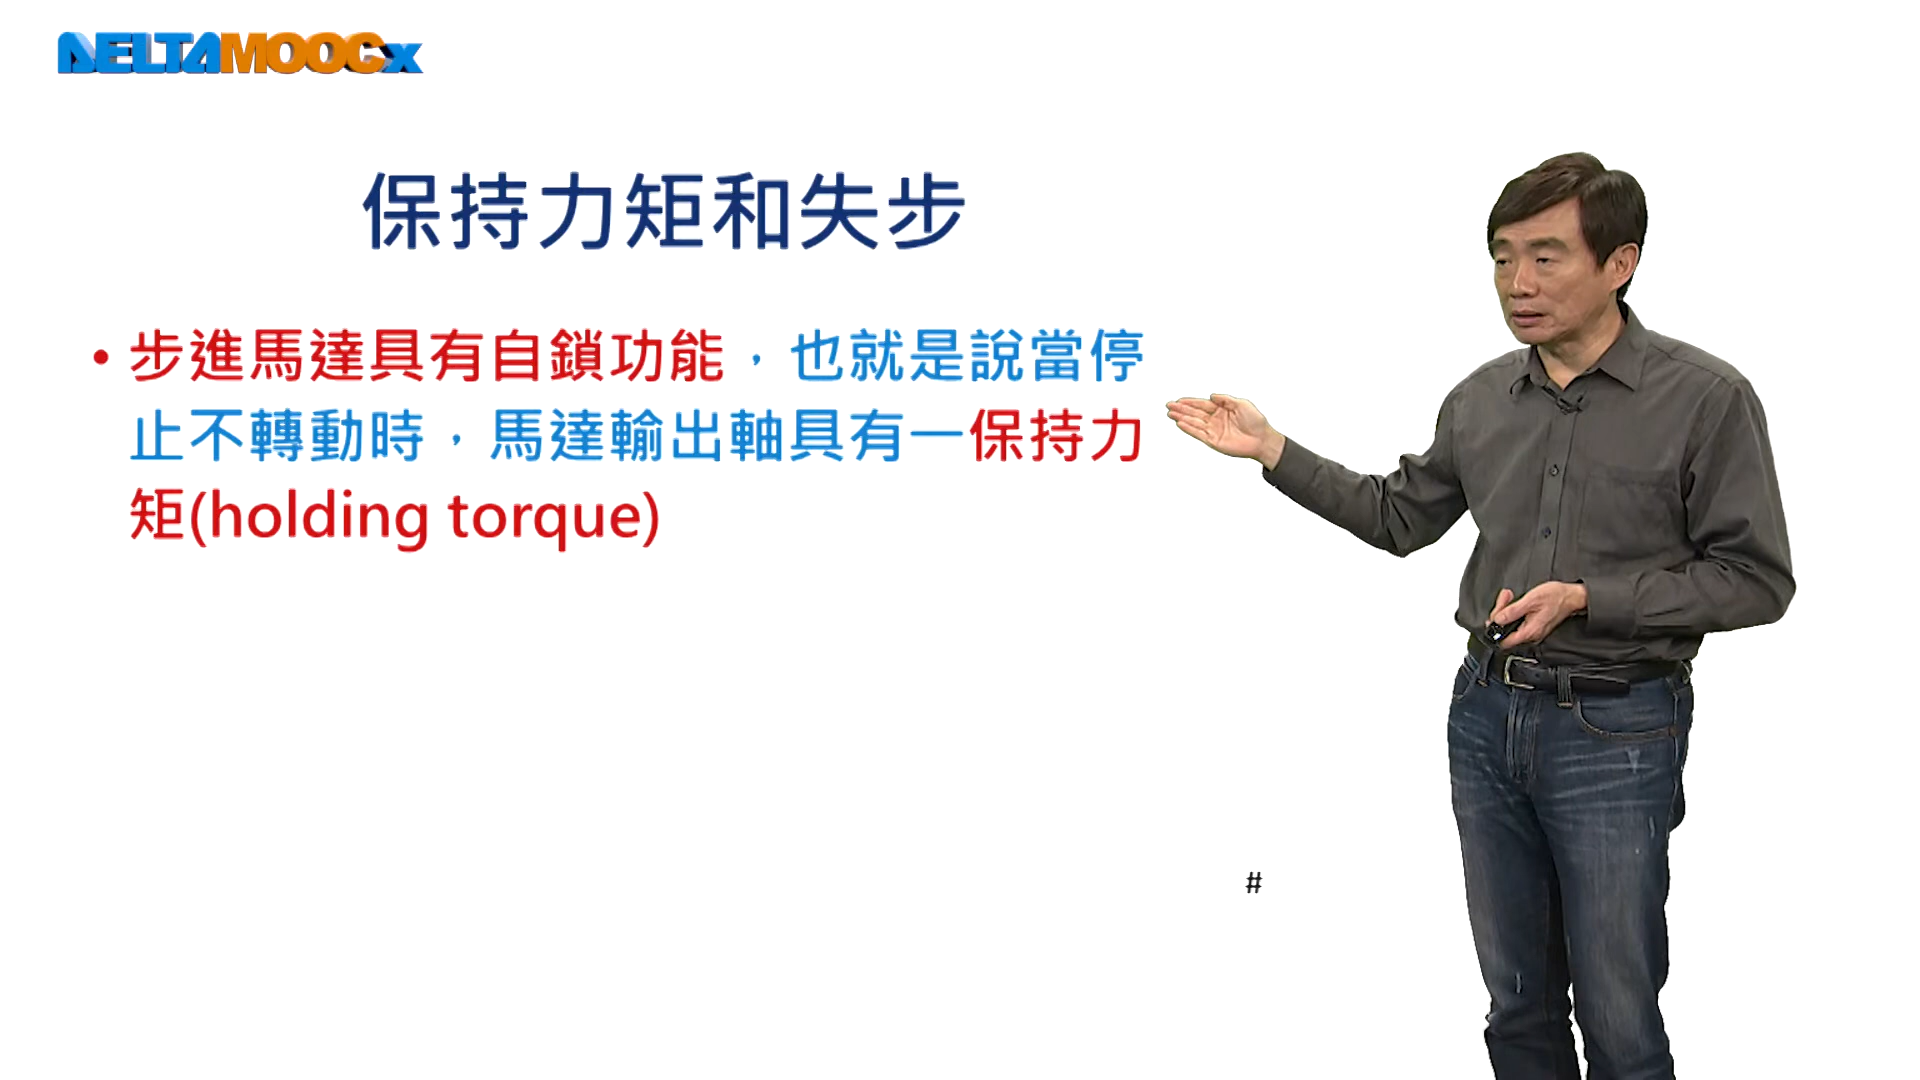 DELTAMOOCx
保持力矩和失步
• 步進馬達具有自鎖功能，也就是說當停
止不轉動時，馬達輸出軸具有一保持力
矩(holding torque)
#